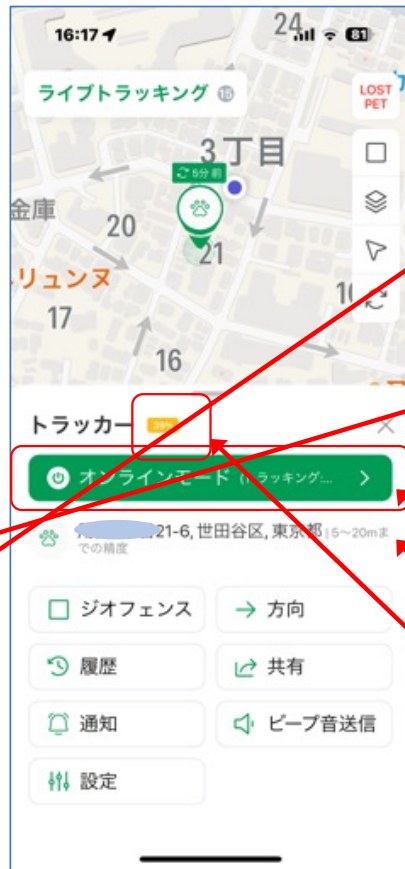 16:17
24
81
ライブトラッキング ⑮
LOST
PET
3丁目
5分前
金庫
20
21
リュンヌ
17
16
トラッカー
オンラインモード (トラッキング...
21-6, 世田谷区, 東京都 | 5~20mま
での精度
ジオフェンス
方向
履歴
共有
通知
ビープ音送信
設定